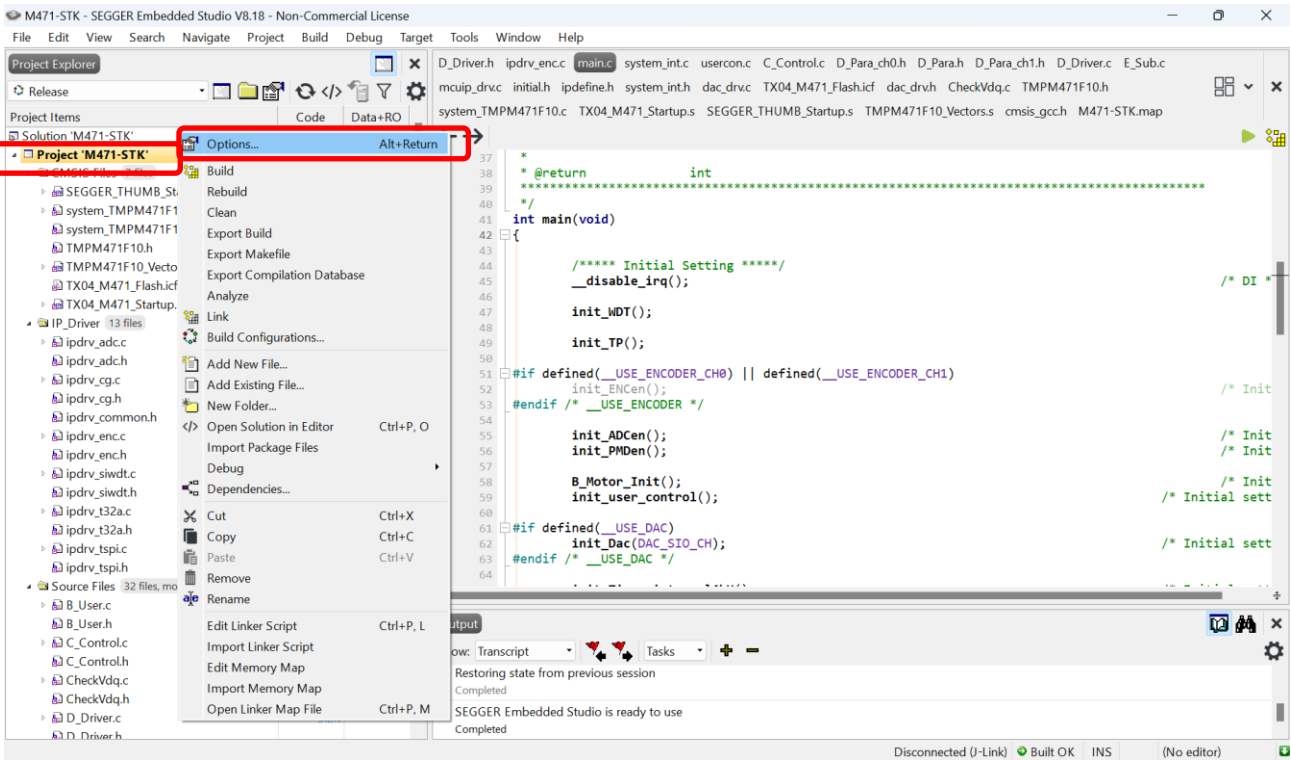 M471-STK - SEGGER Embedded Studio V8.18 - Non-Commercial License
File Edit View Search Navigate Project Build Debug Target Tools Window Help
Project Explorer
Release
Project Items Code Data+RO
Solution 'M471-STK'
Project 'M471-STK'
CMSIS Files 7 files
SEGGER_THUMB_St
system_TMPM471F1
system_TMPM471F1
TMPM471F10.h
TMPM471F10_Vecto
TX04_M471_Flash.icf
TX04_M471_Startup.
IP_Driver 13 files
ipdrv_adc.c
ipdrv_adc.h
ipdrv_cg.c
ipdrv_cg.h
ipdrv_common.h
ipdrv_enc.c
ipdrv_enc.h
ipdrv_siwdt.c
ipdrv_siwdt.h
ipdrv_t32a.c
ipdrv_t32a.h
ipdrv_tspi.c
ipdrv_tspi.h
Source Files 32 files, mo
B_User.c
B_User.h
C_Control.c
C_Control.h
CheckVdq.c
CheckVdq.h
D_Driver.c
D_Driver.h
Options... Alt+Return
Build
Rebuild
Clean
Export Build
Export Makefile
Export Compilation Database
Analyze
Link
Build Configurations...
Add New File...
Add Existing File...
New Folder...
Open Solution in Editor Ctrl+P, O
Import Package Files
Debug
Dependencies...
Cut Ctrl+X
Copy Ctrl+C
Paste Ctrl+V
Remove
Rename
Edit Linker Script Ctrl+P, L
Import Linker Script
Edit Memory Map
Import Memory Map
Open Linker Map File Ctrl+P, M
D_Driver.h ipdrv_enc.c main.c system_int.c usercon.c C_Control.c D_Para_ch0.h D_Para.h D_Para_ch1.h D_Driver.c E_Sub.c
mcuip_drv.c initial.h ipdefine.h system_int.h dac_drv.c TX04_M471_Flash.icf dac_drv.h CheckVdq.c TMPM471F10.h
system_TMPM471F10.c TX04_M471_Startup.s SEGGER_THUMB_Startup.s TMPM471F10_Vectors.s cmsis_gcc.h M471-STK.map
37 *
38 * @return int
39 *******************************************************************************************
40 */
41 int main(void)
42 {
43
44 /***** Initial Setting *****/
45 __disable_irq(); /* DI *
46
47 init_WDT();
48
49 init_TP();
50
51 #if defined(__USE_ENCODER_CH0) || defined(__USE_ENCODER_CH1)
52 init_ENCen(); /* Init
53 #endif /* __USE_ENCODER */
54
55 init_ADCen(); /* Init
56 init_PMDen(); /* Init
57
58 B_Motor_Init(); /* Init
59 init_user_control(); /* Initial sett
60
61 #if defined(__USE_DAC)
62 init_Dac(DAC_SIO_CH); /* Initial sett
63 #endif /* __USE_DAC */
64
utput
ow: Transcript Tasks
Restoring state from previous session
Completed
SEGGER Embedded Studio is ready to use
Completed
Disconnected (J-Link) Built OK INS (No editor)